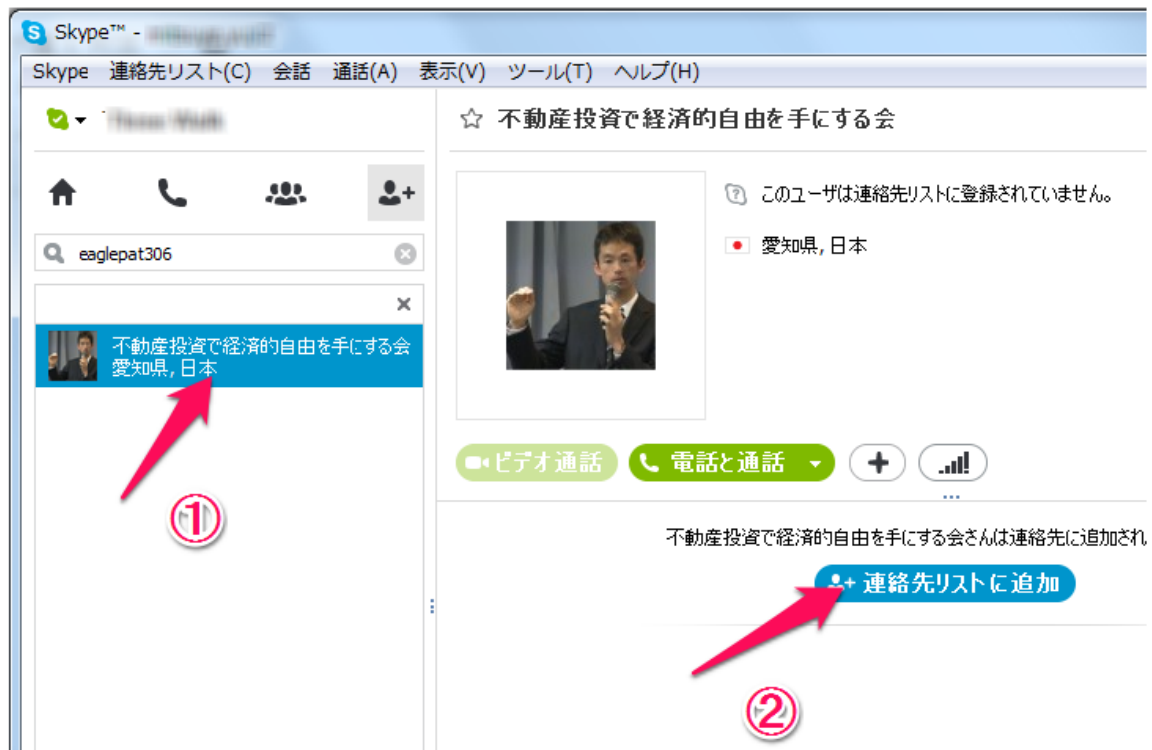 Skype™ -
Skype 連絡先リスト(C) 会話 通話(A) 表示(V) ツール(T) ヘルプ(H)
☆ 不動産投資で経済的自由を手にする会
このユーザは連絡先リストに登録されていません。
愛知県, 日本
eaglepat306
不動産投資で経済的自由を手にする会
愛知県, 日本
①
ビデオ通話
電話と通話
不動産投資で経済的自由を手にする会さんは連絡先に追加され
連絡先リストに追加
②